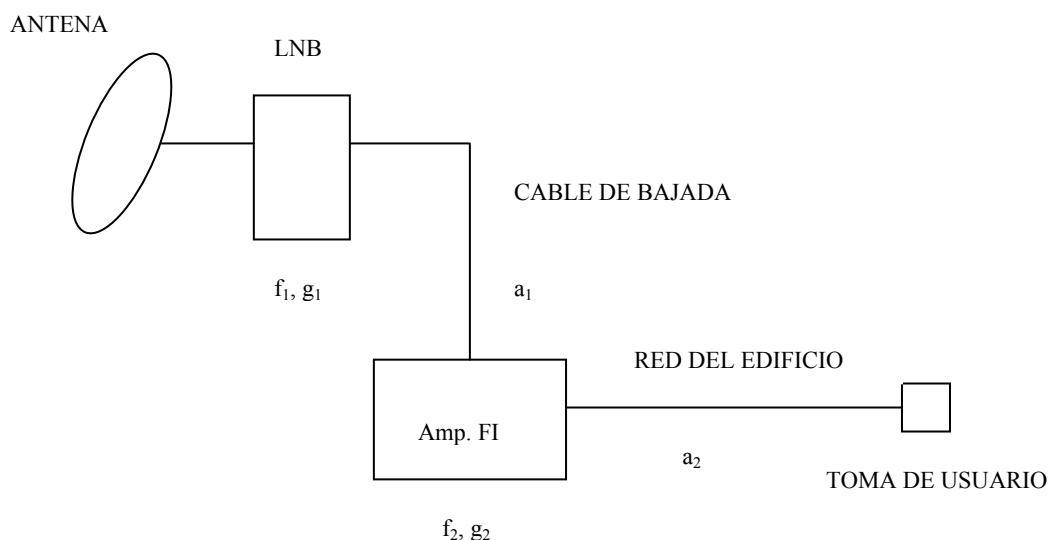 ANTENA
LNB
CABLE DE BAJADA
f₁, g₁
a₁
RED DEL EDIFICIO
Amp. FI
a₂
TOMA DE USUARIO
f₂, g₂